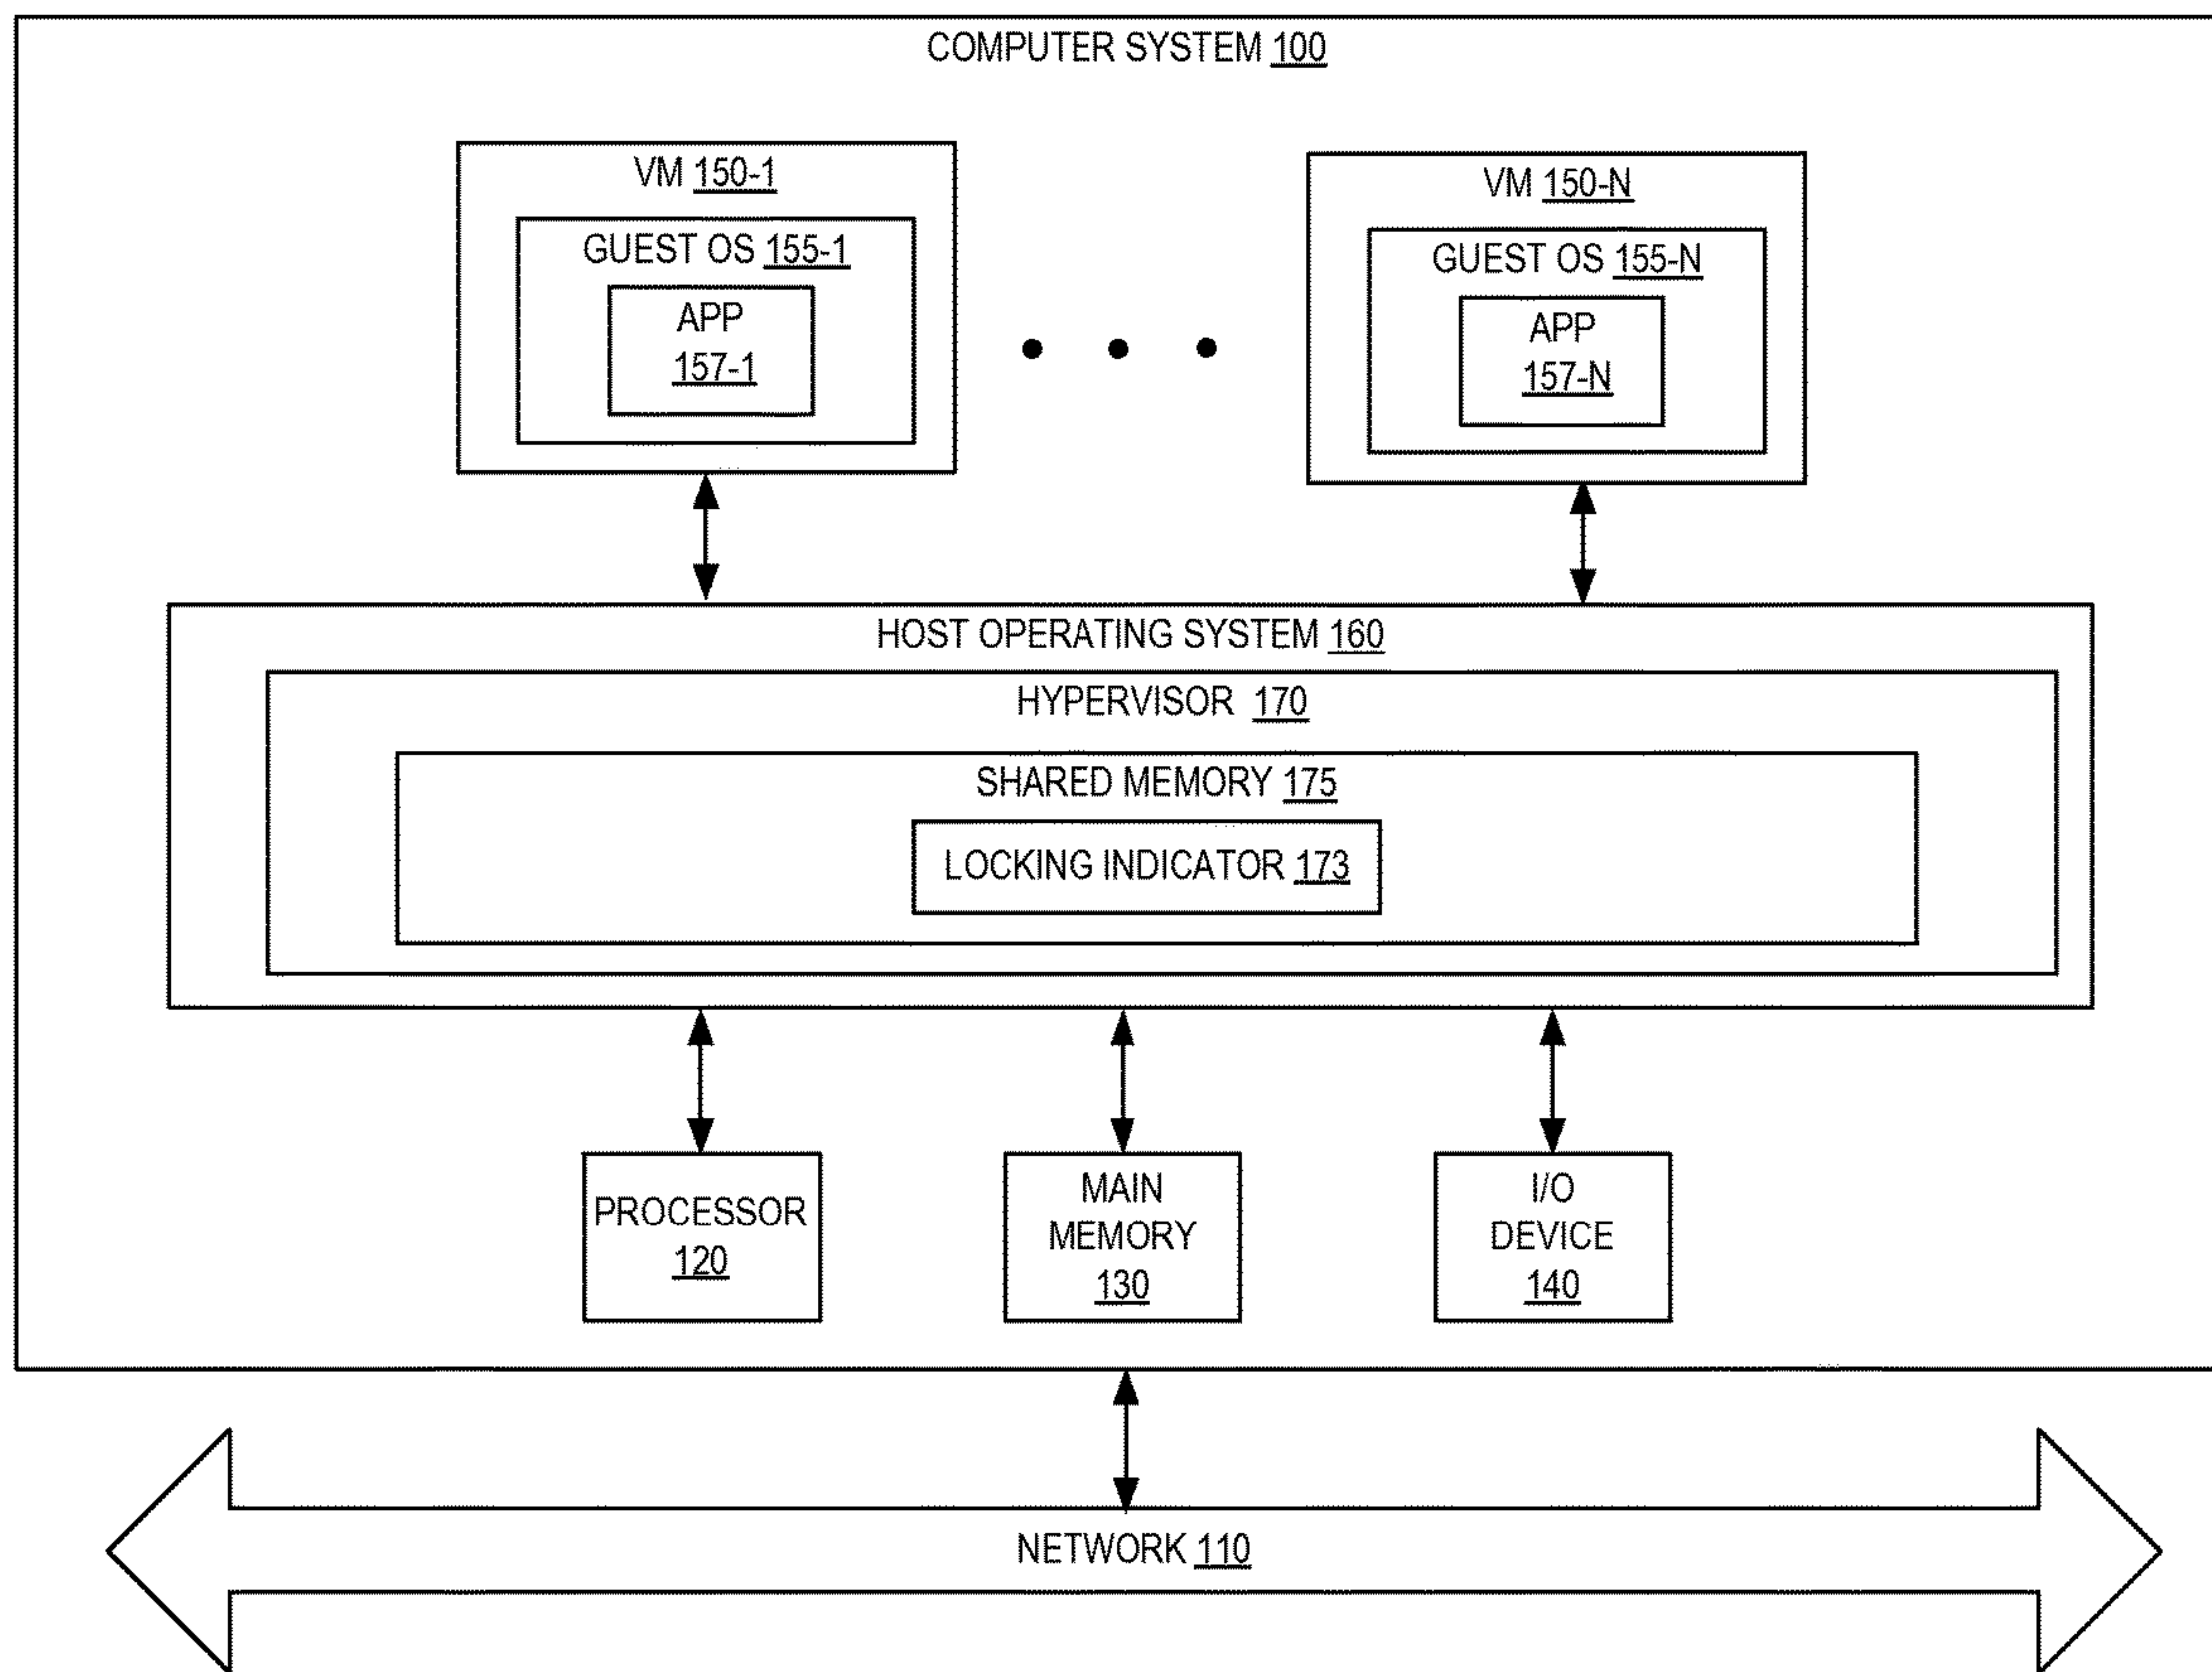 COMPUTER SYSTEM 100
VM 150-1
GUEST OS 155-1
APP
157-1
VM 150-N
GUEST OS 155-N
APP
157-N
HOST OPERATING SYSTEM 160
HYPERVISOR 170
SHARED MEMORY 175
LOCKING INDICATOR 173
PROCESSOR
120
MAIN
MEMORY
130
I/O
DEVICE
140
NETWORK 110